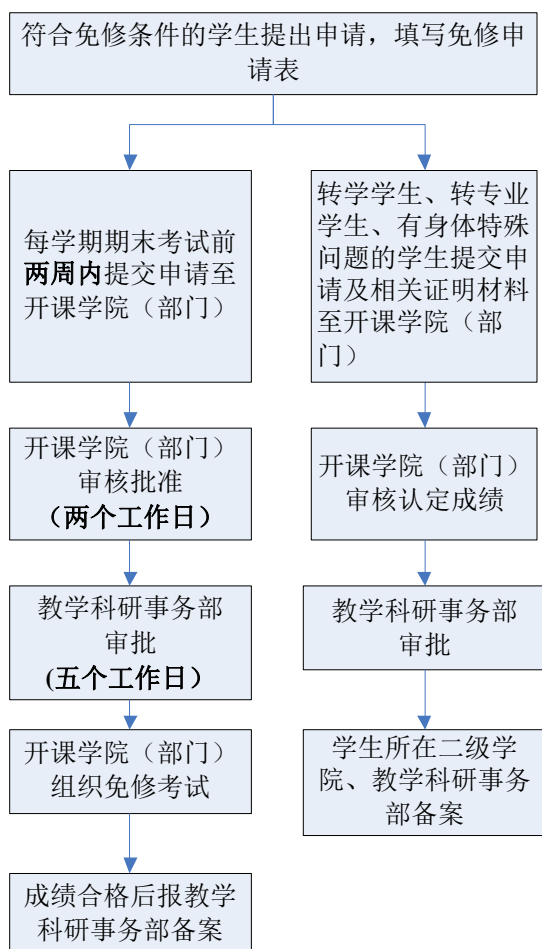 符合免修条件的学生提出申请，填写免修申
请表
每学期期末考试前
两周内提交申请至
开课学院（部门）
转学学生、转专业
学生、有身体特殊
问题的学生提交申
请及相关证明材料
至开课学院（部
门）
开课学院（部门）
审核批准
（两个工作日）
开课学院（部门）
审核认定成绩
教学科研事务部
审批
(五个工作日）
教学科研事务部
审批
开课学院（部门）
组织免修考试
学生所在二级学
院、教学科研事务
部备案
成绩合格后报教学
科研事务部备案